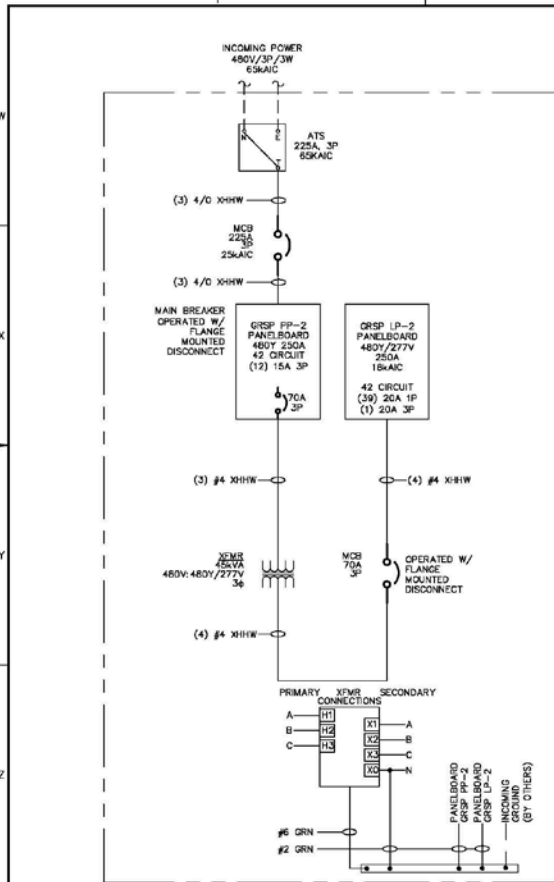 INCOMING POWER
480V/3P/3W
65kAIC
N
E
T
ATS
225A, 3P
65KAIC
(3) 4/0 XHHW
MCB
225A
3P
25kAIC
(3) 4/0 XHHW
MAIN BREAKER
OPERATED W/
FLANGE
MOUNTED
DISCONNECT
GRSP PP-2
PANELBOARD
480Y 250A
42 CIRCUIT
(12) 15A 3P
70A
3P
GRSP LP-2
PANELBOARD
480Y/277V
250A
18kAIC
42 CIRCUIT
(39) 20A 1P
(1) 20A 3P
(3) #4 XHHW
(4) #4 XHHW
XFMR
45kVA
480V: 480Y/277V
3ϕ
MCB
70A
3P
OPERATED W/
FLANGE
MOUNTED
DISCONNECT
(4) #4 XHHW
PRIMARY XFMR SECONDARY
CONNECTIONS
A H1
B H2
C H3
X1 A
X2 B
X3 C
X0 N
#6 GRN
#2 GRN
PANELBOARD
GRSP PP-2
PANELBOARD
GRSP LP-2
INCOMING
GROUND
(BY OTHERS)
W
X
Y
Z